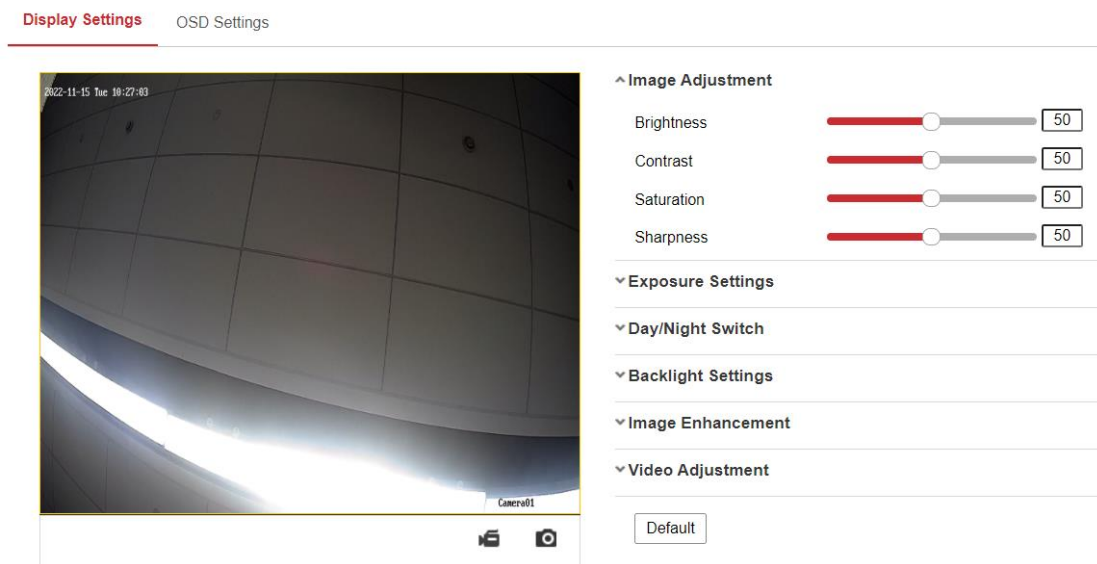 Display Settings
OSD Settings
2022-11-15 Tue 10:27:03
Camera01
Image Adjustment
Brightness 50
Contrast 50
Saturation 50
Sharpness 50
Exposure Settings
Day/Night Switch
Backlight Settings
Image Enhancement
Video Adjustment
Default